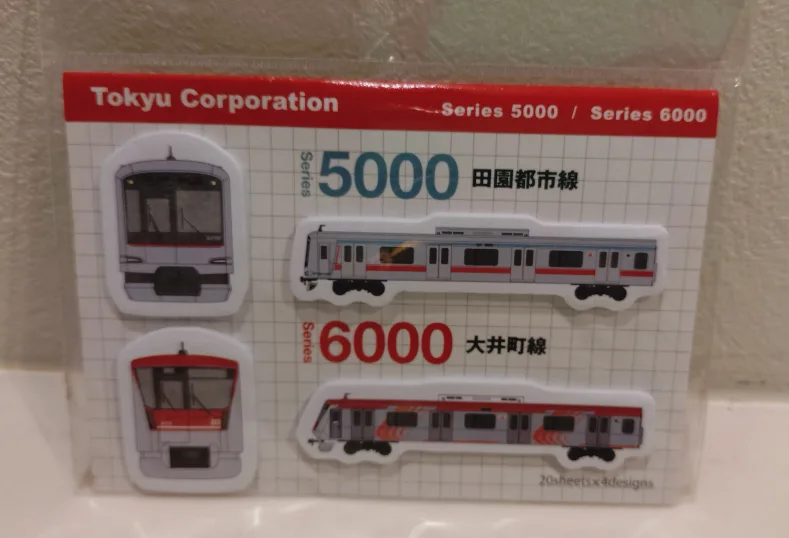 Tokyu Corporation
Series 5000 / Series 6000
Series 5000 田園都市線
Series 6000 大井町線
20sheets×4designs